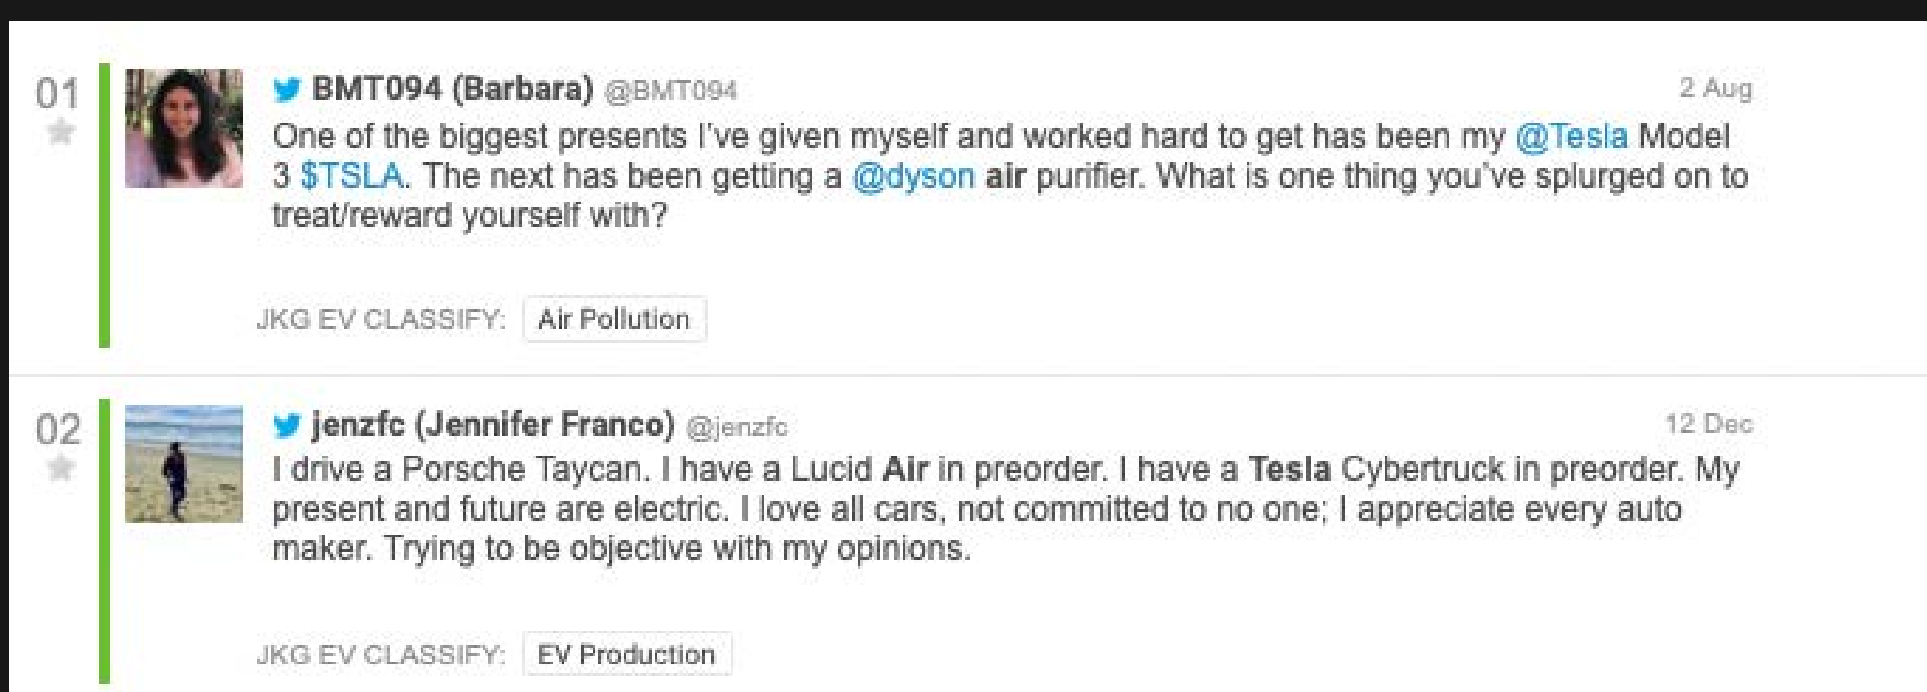 01
BMT094 (Barbara) @BMT094
2 Aug
One of the biggest presents I've given myself and worked hard to get has been my @Tesla Model
3 $TSLA. The next has been getting a @dyson air purifier. What is one thing you've splurged on to
treat/reward yourself with?
JKG EV CLASSIFY: Air Pollution
02
jenzfc (Jennifer Franco) @jenzfc
12 Dec
I drive a Porsche Taycan. I have a Lucid Air in preorder. I have a Tesla Cybertruck in preorder. My
present and future are electric. I love all cars, not committed to no one; I appreciate every auto
maker. Trying to be objective with my opinions.
JKG EV CLASSIFY: EV Production